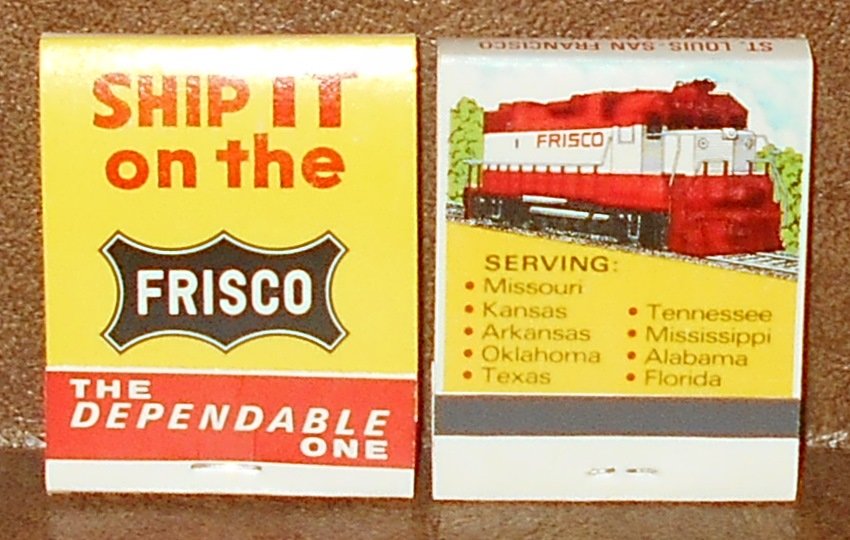 SHIP IT
on the
FRISCO
THE
DEPENDABLE
ONE
ST. LOUIS-SAN FRANCISCO
FRISCO
SERVING:
• Missouri
• Kansas
• Arkansas
• Oklahoma
• Texas
• Tennessee
• Mississippi
• Alabama
• Florida